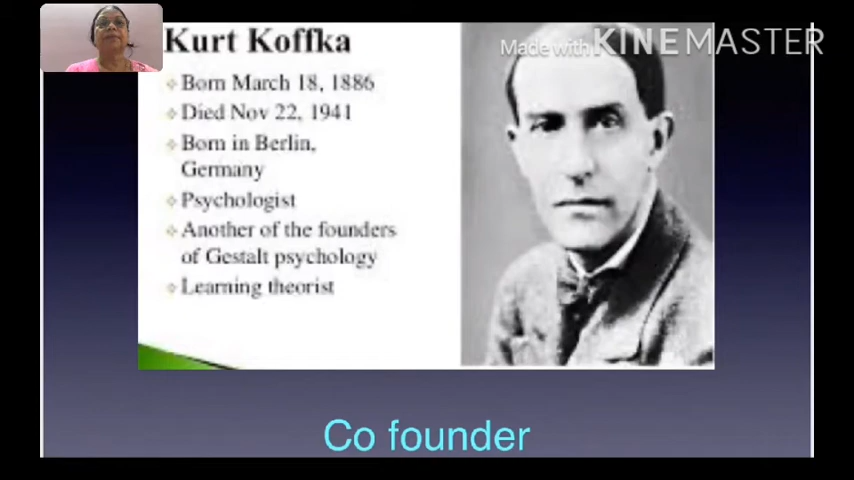 Kurt Koffka
Made with KINEMASTER
Born March 18, 1886
Died Nov 22, 1941
Born in Berlin,
Germany
Psychologist
Another of the founders
of Gestalt psychology
Learning theorist
Co founder